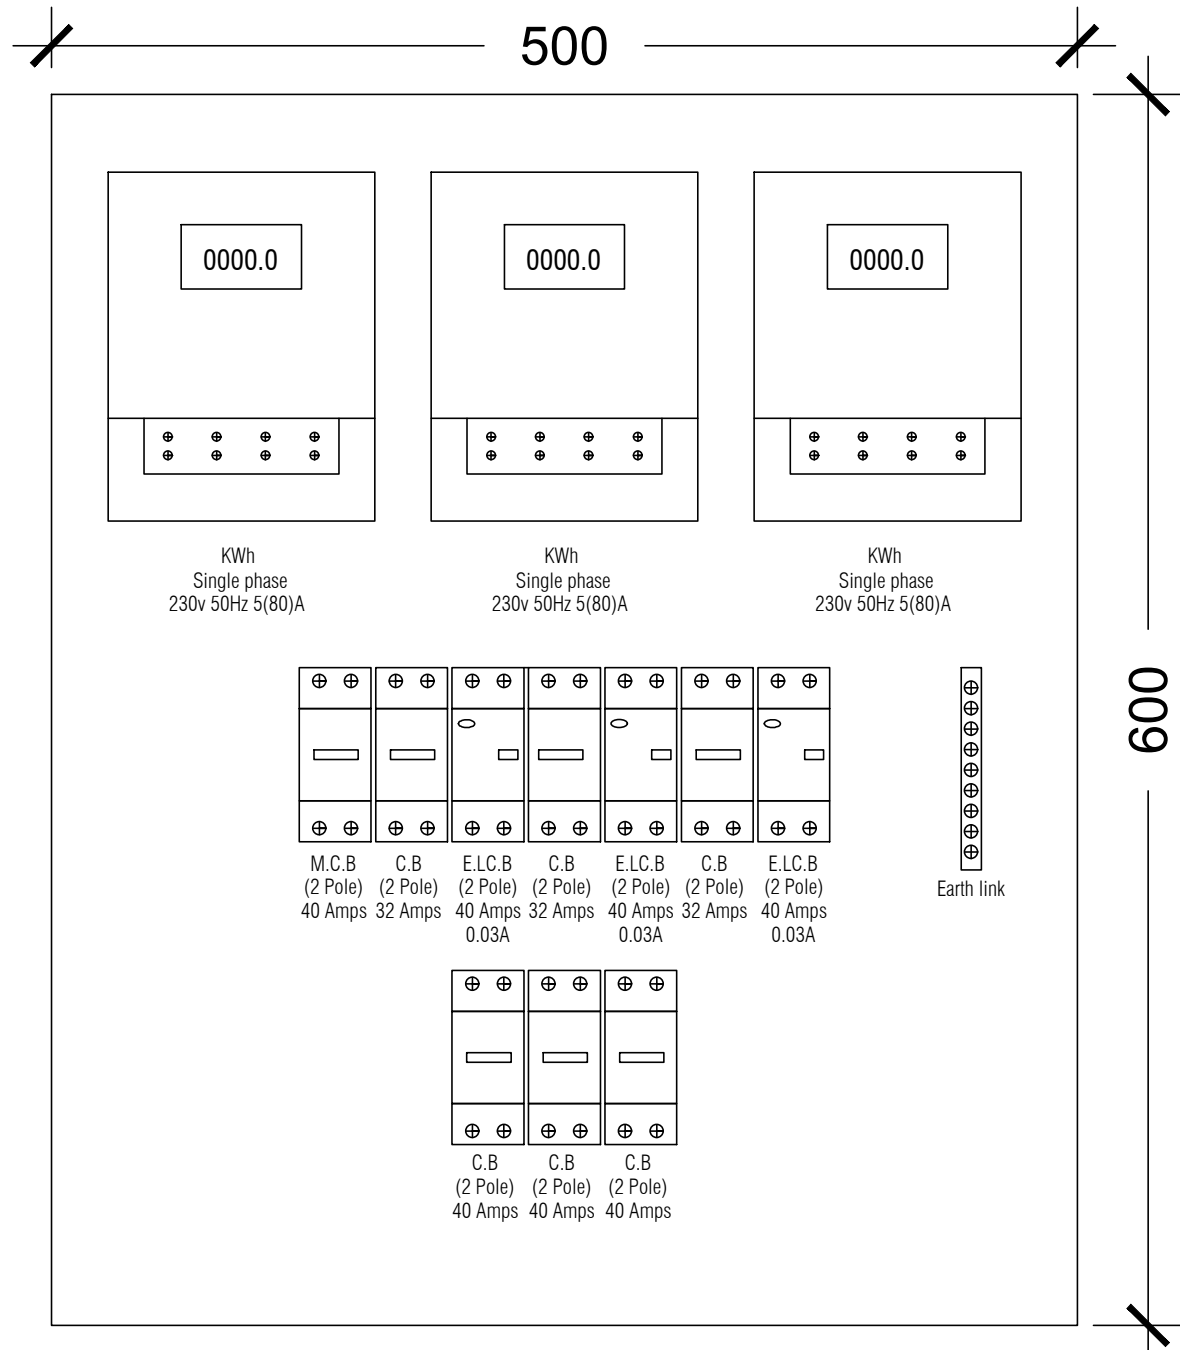 500
600
0000.0
0000.0
0000.0
KWh
Single phase
230v 50Hz 5(80)A
KWh
Single phase
230v 50Hz 5(80)A
KWh
Single phase
230v 50Hz 5(80)A
M.C.B
(2 Pole)
40 Amps
C.B
(2 Pole)
32 Amps
E.LC.B
(2 Pole)
40 Amps
0.03A
C.B
(2 Pole)
32 Amps
E.LC.B
(2 Pole)
40 Amps
0.03A
C.B
(2 Pole)
32 Amps
E.LC.B
(2 Pole)
40 Amps
0.03A
Earth link
C.B
(2 Pole)
40 Amps
C.B
(2 Pole)
40 Amps
C.B
(2 Pole)
40 Amps